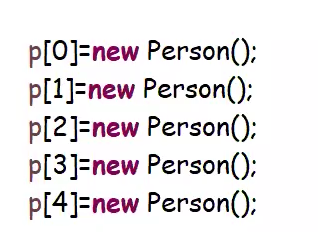 p[0]=new Person();
p[1]=new Person();
p[2]=new Person();
p[3]=new Person();
p[4]=new Person();